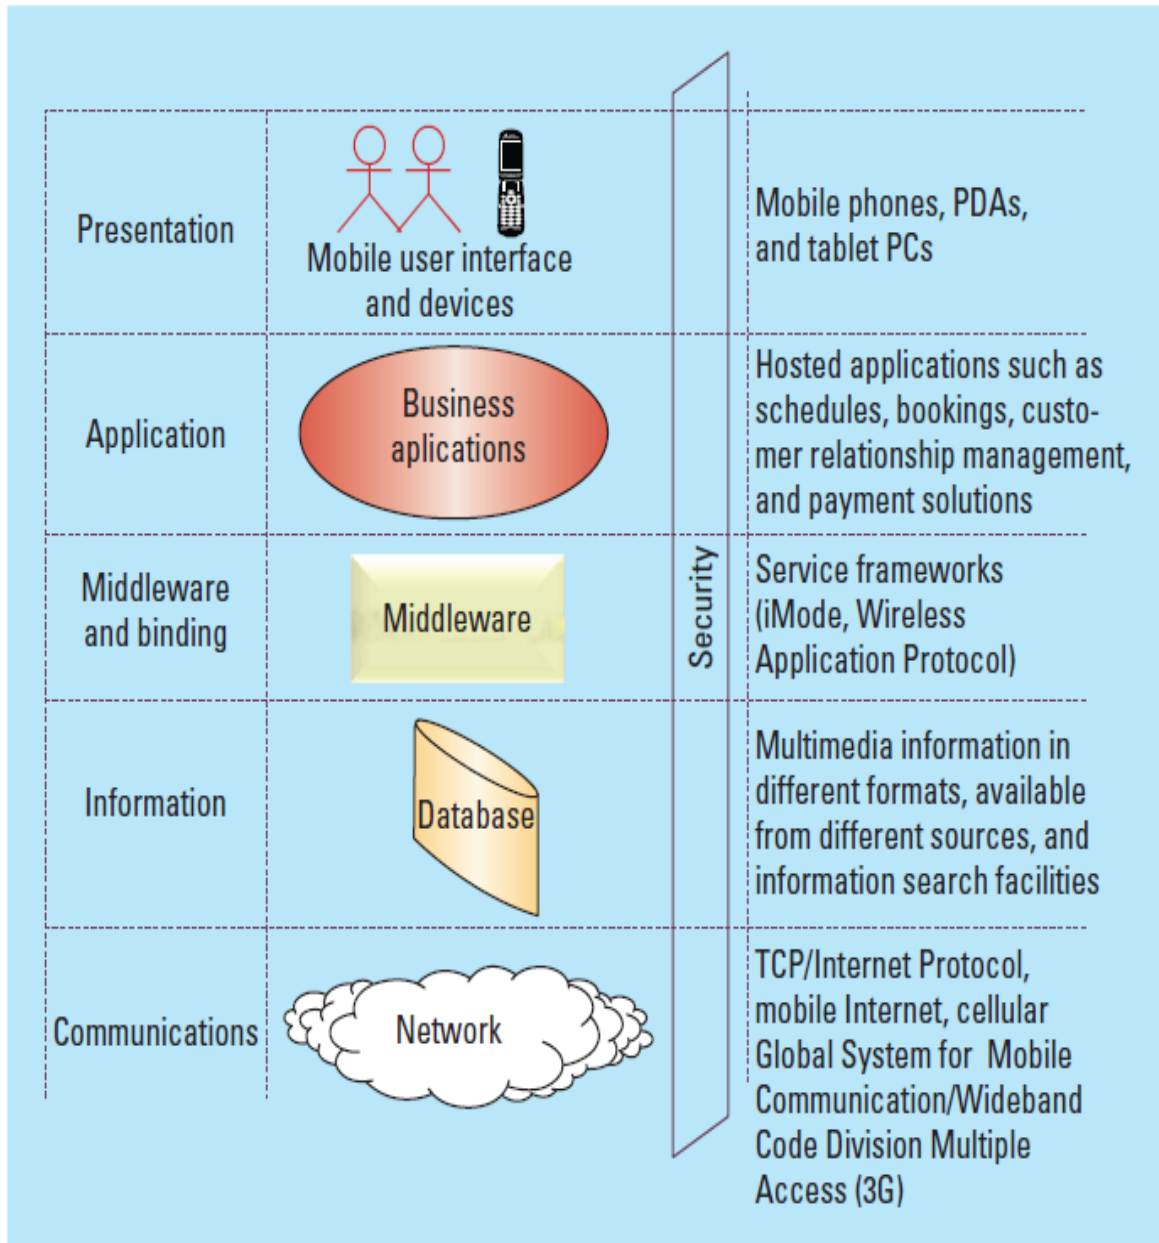 Presentation
Mobile user interface
and devices
Mobile phones, PDAs,
and tablet PCs
Application
Business
aplications
Hosted applications such as
schedules, bookings, custo-
mer relationship management,
and payment solutions
Middleware
and binding
Middleware
Security
Service frameworks
(iMode, Wireless
Application Protocol)
Information
Database
Multimedia information in
different formats, available
from different sources, and
information search facilities
Communications
Network
TCP/Internet Protocol,
mobile Internet, cellular
Global System for Mobile
Communication/Wideband
Code Division Multiple
Access (3G)